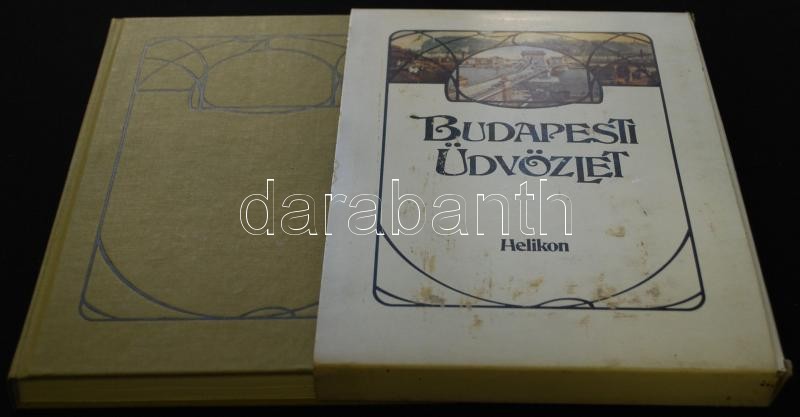 BUDAPESTI
ÜDVÖZLET
darabanth
Helikon